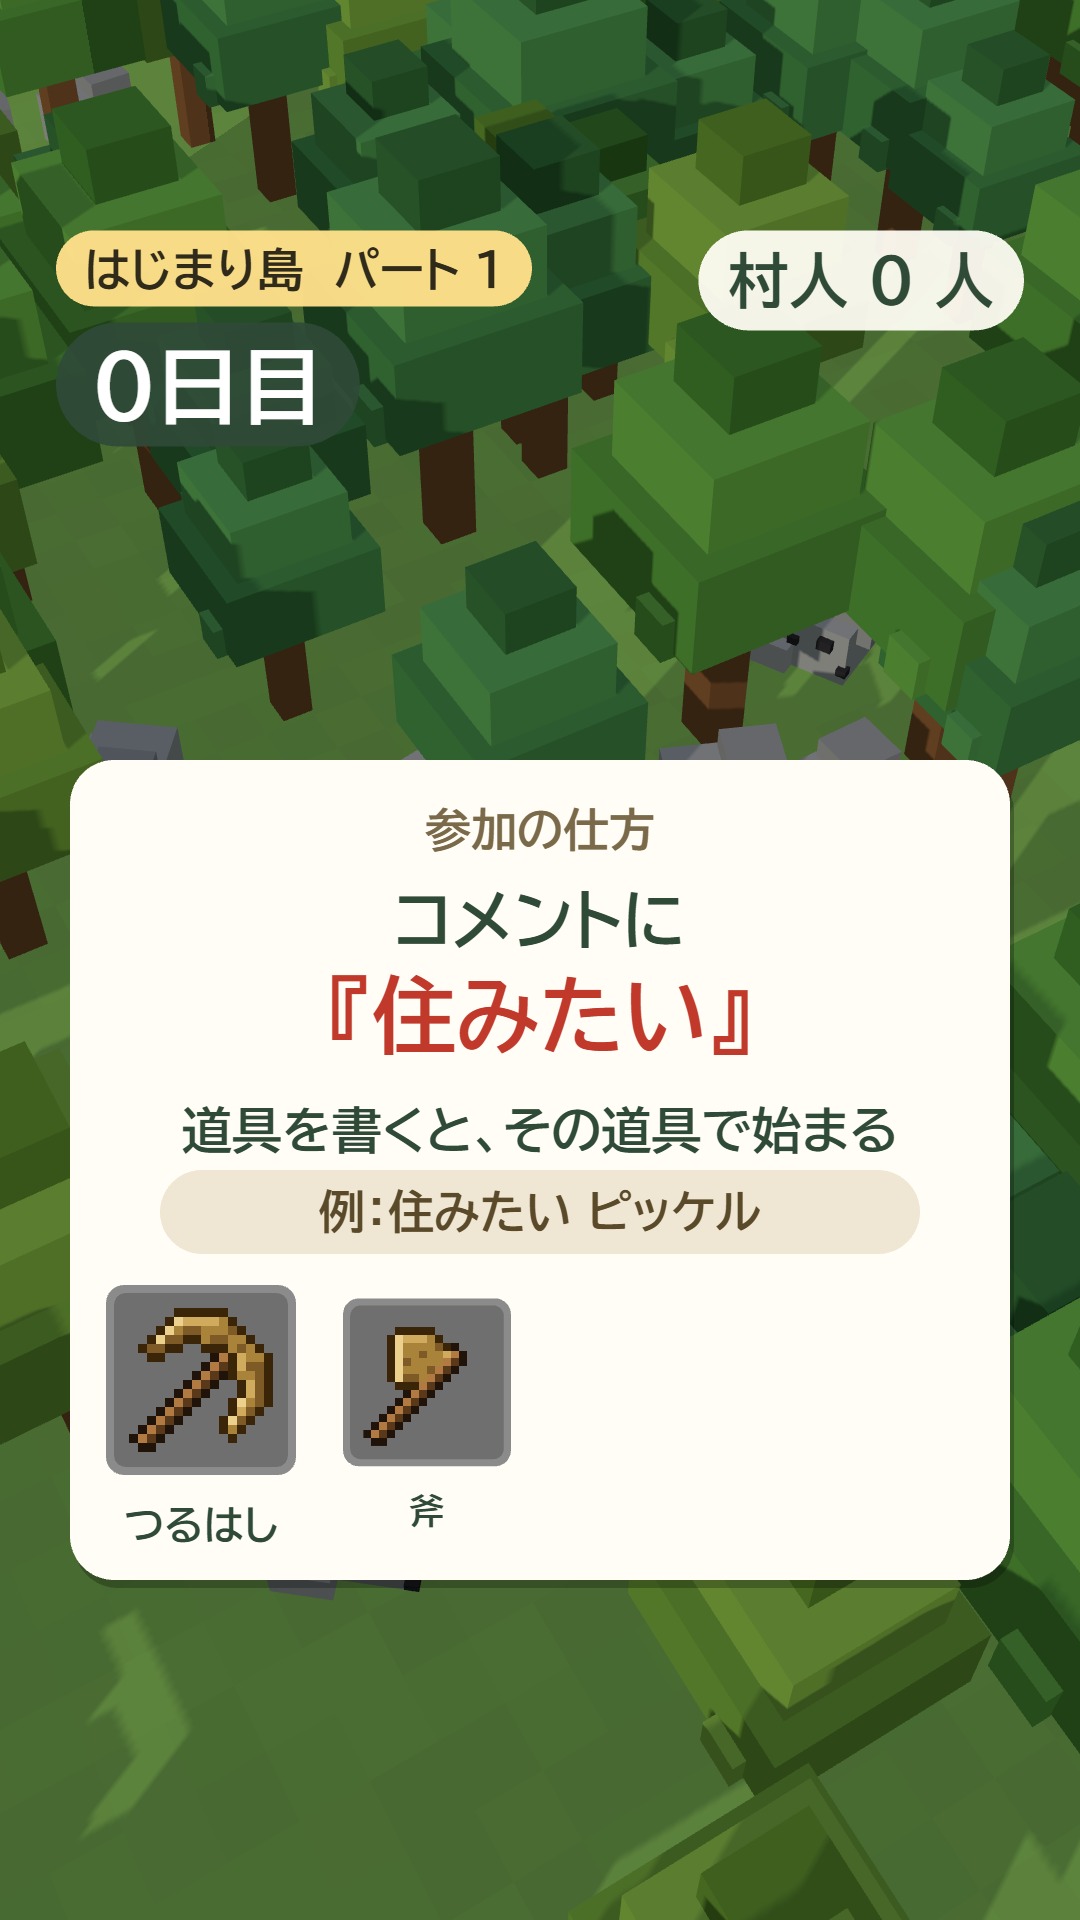 はじまり島 パート 1
村人 0 人
0日目
参加の仕方
コメントに
『住みたい』
道具を書くと、その道具で始まる
例：住みたい ピッケル
つるはし
斧